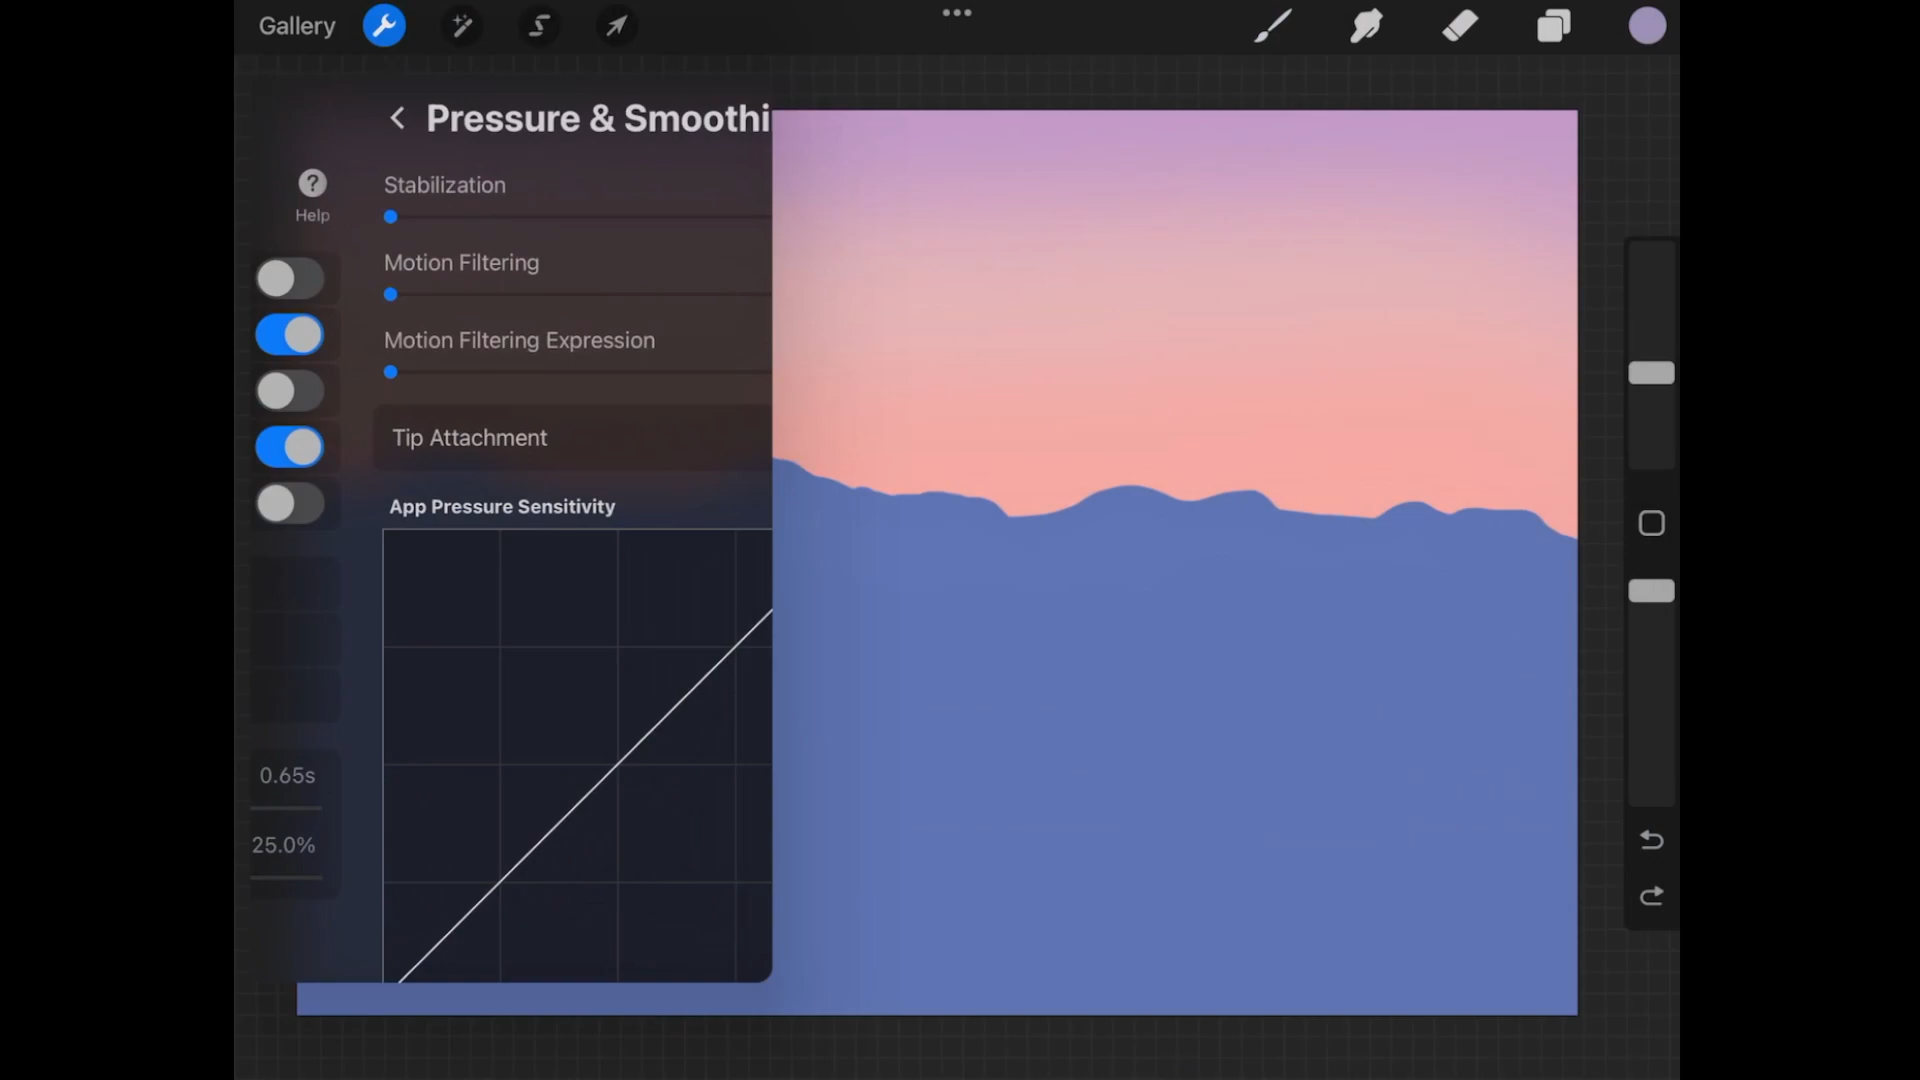 Gallery
Pressure & Smoothi
Help
Stabilization
Motion Filtering
Motion Filtering Expression
Tip Attachment
App Pressure Sensitivity
0.65s
25.0%